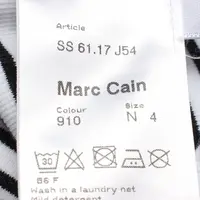 Article
SS 61.17 J54
Marc Cain
Colour Size
910 N 4
30
86 F
Wash in a laundry net
Mild detergent